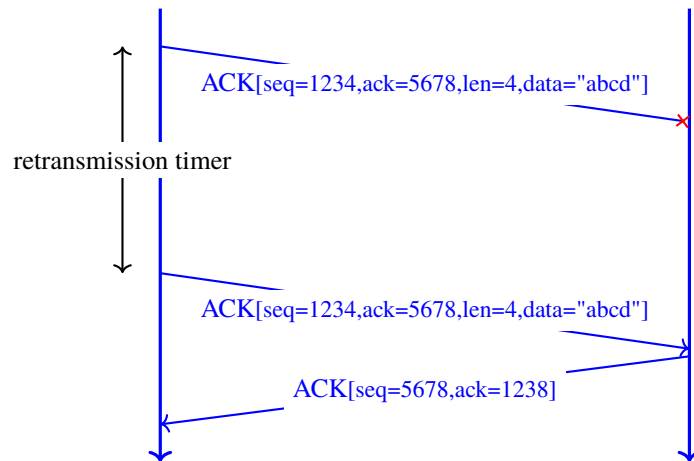 ACK[seq=1234,ack=5678,len=4,data="abcd"]
retransmission timer
ACK[seq=1234,ack=5678,len=4,data="abcd"]
ACK[seq=5678,ack=1238]